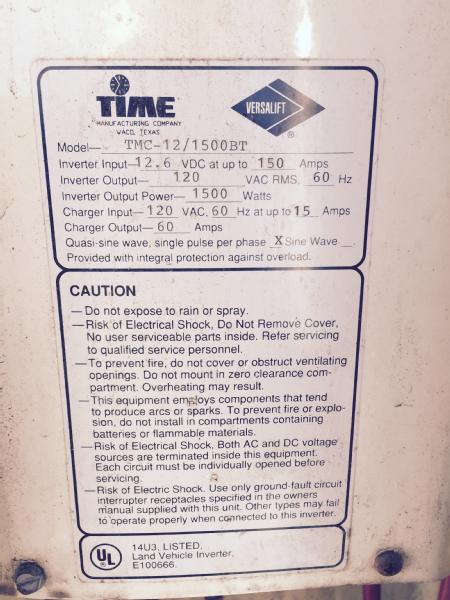 TIME
MANUFACTURING COMPANY
WACO, TEXAS
VERSALIFT
®
Model— TMC-12/1500BT
Inverter Input—12.6 VDC at up to 150 Amps
Inverter Output— 120 VAC RMS, 60 Hz
Inverter Output Power— 1500 Watts
Charger Input—120 VAC, 60 Hz at up to 15 Amps
Charger Output—60 Amps
Quasi-sine wave, single pulse per phase X Sine Wave __.
Provided with integral protection against overload.
CAUTION
—Do not expose to rain or spray.
—Risk of Electrical Shock, Do Not Remove Cover,
No user serviceable parts inside. Refer servicing
to qualified service personnel.
—To prevent fire, do not cover or obstruct ventilating
openings. Do not mount in zero clearance com-
partment. Overheating may result.
—This equipment employs components that tend
to produce arcs or sparks. To prevent fire or explo-
sion, do not install in compartments containing
batteries or flammable materials.
—Risk of Electrical Shock, Both AC and DC voltage
sources are terminated inside this equipment.
Each circuit must be individually opened before
servicing.
—Risk of Electric Shock. Use only ground-fault circuit
interrupter receptacles specified in the owners
manual supplied with this unit. Other types may fail
to operate properly when connected to this inverter.
UL
®
14U3, LISTED,
Land Vehicle Inverter,
E100666.